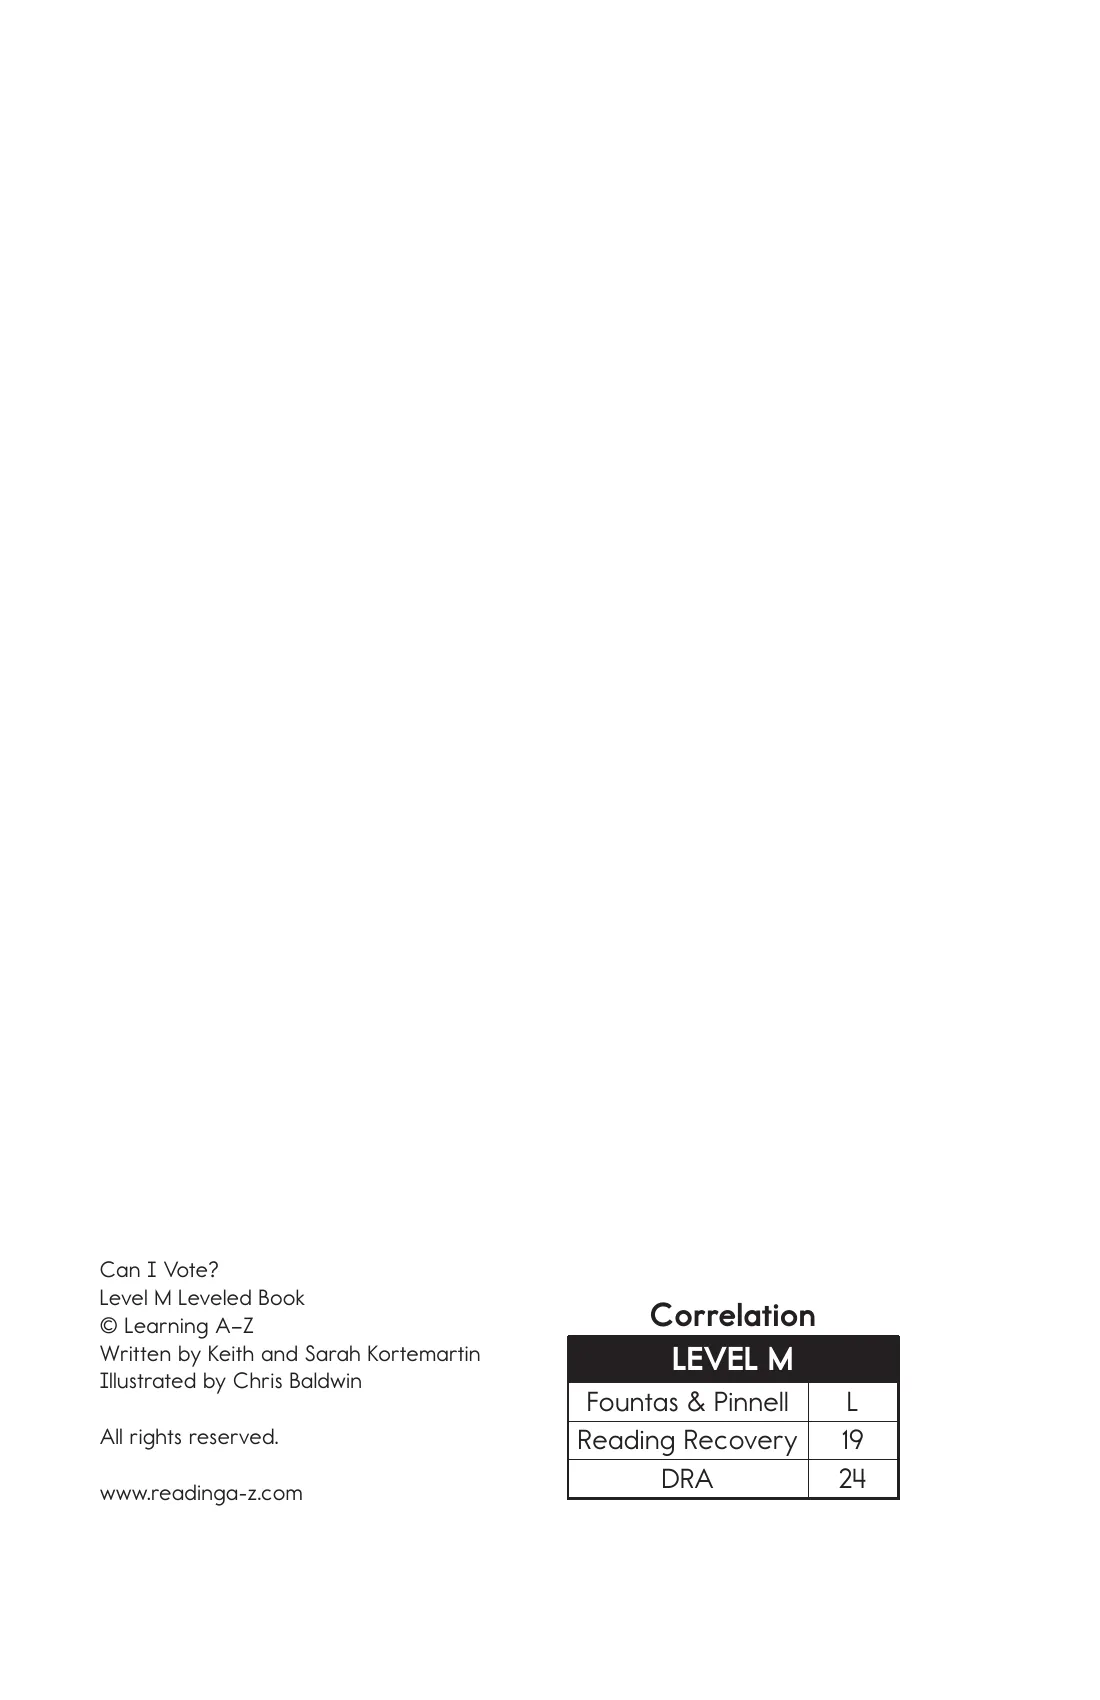 Can I Vote?
Level M Leveled Book
© Learning A–Z
Written by Keith and Sarah Kortemartin
Illustrated by Chris Baldwin
All rights reserved.
www.readinga-z.com
Correlation
LEVEL M
Fountas & Pinnell L
Reading Recovery 19
DRA 24